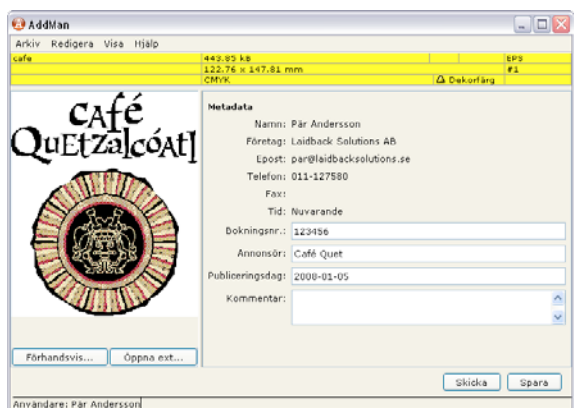 AddMan
Arkiv Redigera Visa Hjälp
cafe 443.85 kB EPS
122.76 x 147.81 mm #1
CMYK Dekorfärg
café
Quetzalcóatl
Metadata
Namn: Pär Andersson
Företag: Laidback Solutions AB
Epost: par@laidbacksolutions.se
Telefon: 011-127580
Fax:
Tid: Nuvarande
Bokningsnr.: 123456
Annonsör: Café Quet
Publiceringsdag: 2008-01-05
Kommentar:
Förhandsvis... Öppna ext...
Skicka Spara
Användare: Pär Andersson